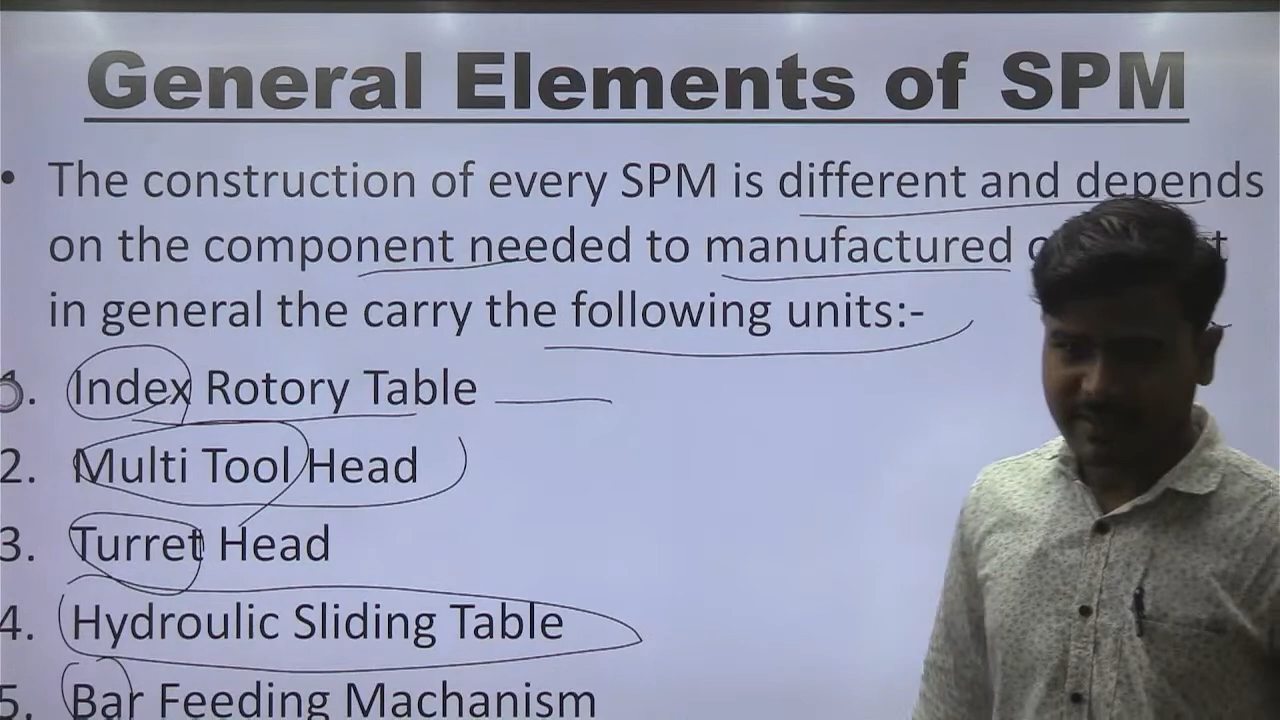 General Elements of SPM
• The construction of every SPM is different and depends
on the component needed to manufactured
in general the carry the following units:-
1. Index Rotory Table
2. Multi Tool Head
3. Turret Head
4. Hydroulic Sliding Table
5. Bar Feeding Machanism